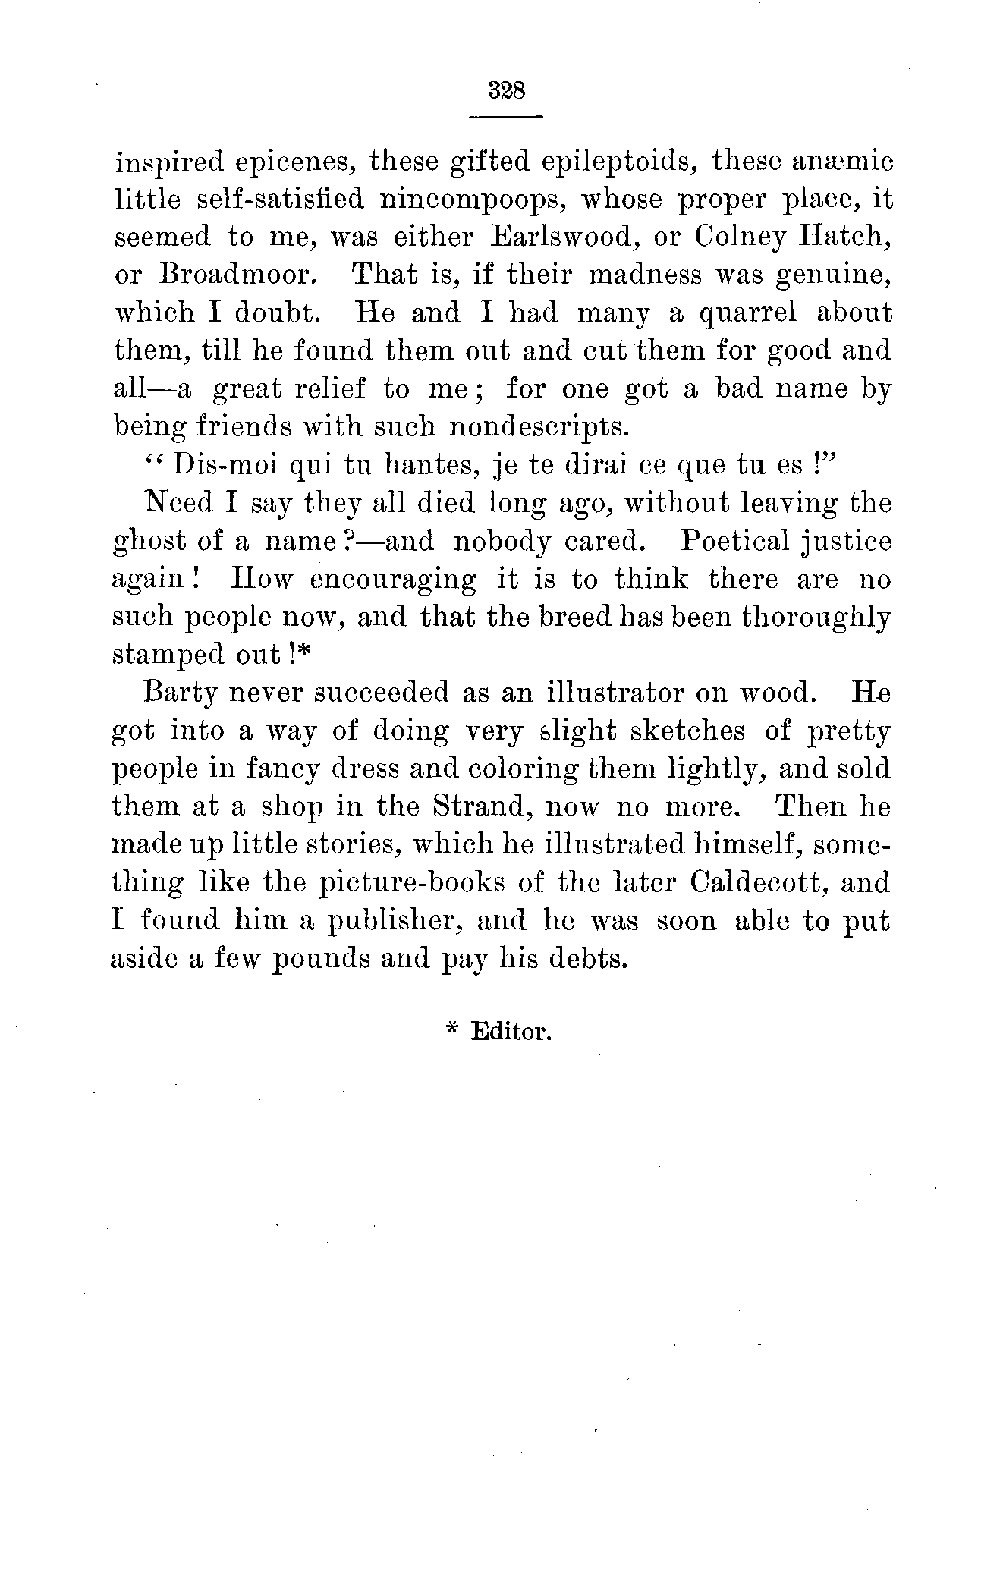 328
inspired epicenes, these gifted epileptoids, these anæmic
little self-satisfied nincompoops, whose proper place, it
seemed to me, was either Earlswood, or Colney Hatch,
or Broadmoor. That is, if their madness was genuine,
which I doubt. He and I had many a quarrel about
them, till he found them out and cut them for good and
all—a great relief to me; for one got a bad name by
being friends with such nondescripts.
“Dis-moi qui tu hantes, je te dirai ce que tu es!”
Need I say they all died long ago, without leaving the
ghost of a name?—and nobody cared. Poetical justice
again! How encouraging it is to think there are no
such people now, and that the breed has been thoroughly
stamped out!*
Barty never succeeded as an illustrator on wood. He
got into a way of doing very slight sketches of pretty
people in fancy dress and coloring them lightly, and sold
them at a shop in the Strand, now no more. Then he
made up little stories, which he illustrated himself, some-
thing like the picture-books of the later Caldecott, and
I found him a publisher, and he was soon able to put
aside a few pounds and pay his debts.
* Editor.